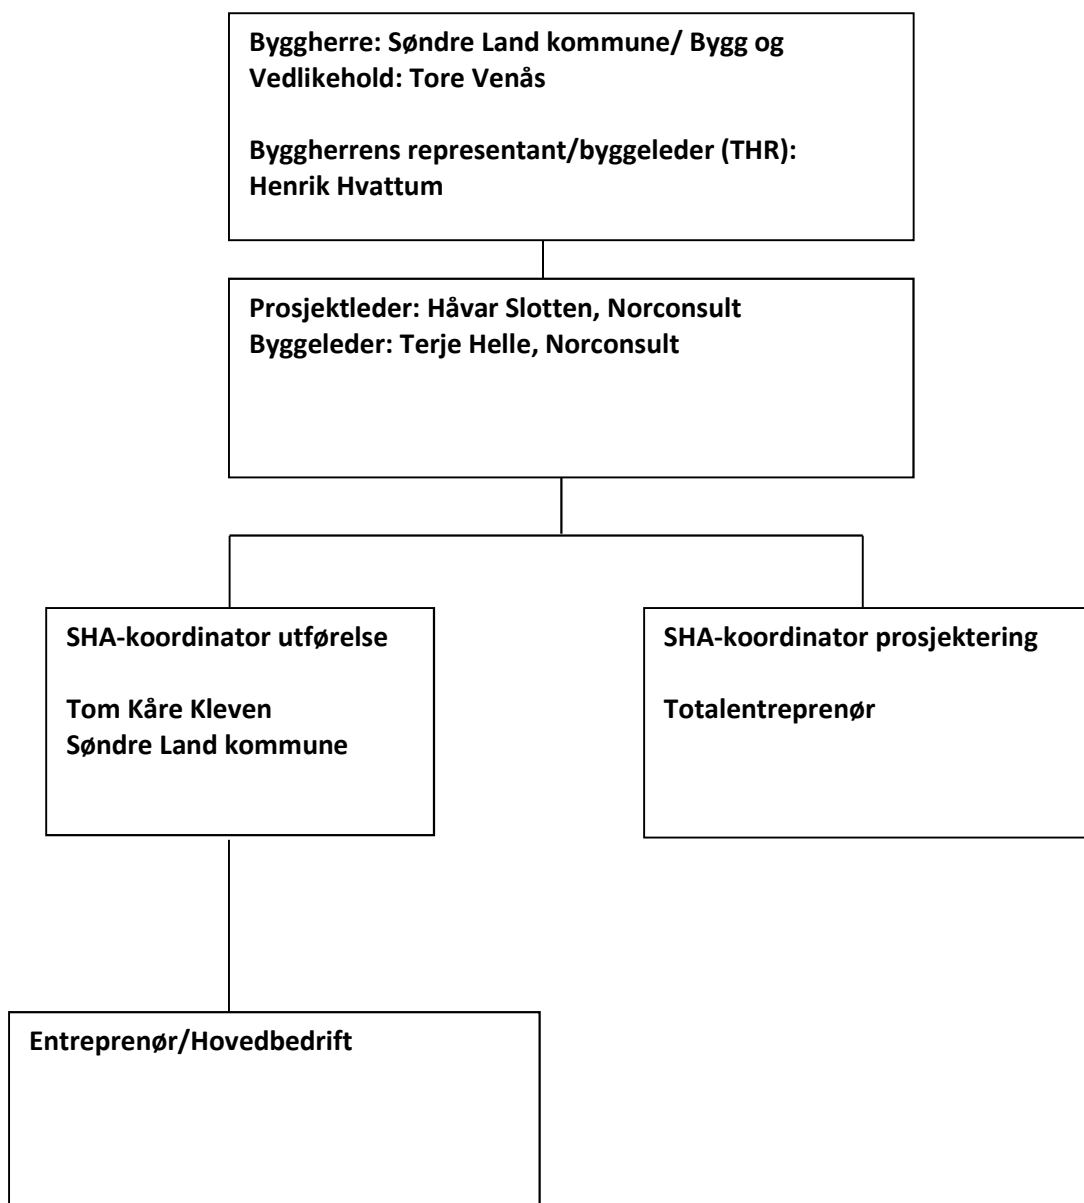 Byggherre: Søndre Land kommune/ Bygg og
Vedlikehold: Tore Venås
Byggherrens representant/byggeleder (THR):
Henrik Hvattum
Prosjektleder: Håvar Slotten, Norconsult
Byggeleder: Terje Helle, Norconsult
SHA-koordinator utførelse
Tom Kåre Kleven
Søndre Land kommune
SHA-koordinator prosjektering
Totalentreprenør
Entreprenør/Hovedbedrift